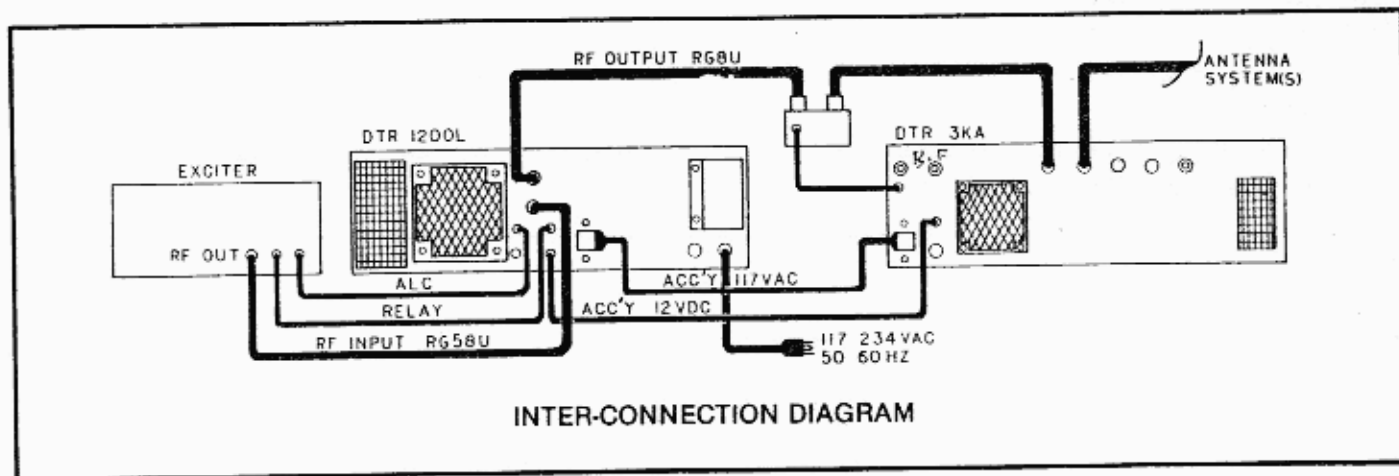 RF OUTPUT RG8U
ANTENNA
SYSTEM(S)
DTR 1200L
DTR 3KA
EXCITER
RF OUT
ALC
RELAY
RF INPUT RG58U
ACC'Y 117VAC
ACC'Y 12VDC
117 234VAC
50 60HZ
INTER-CONNECTION DIAGRAM